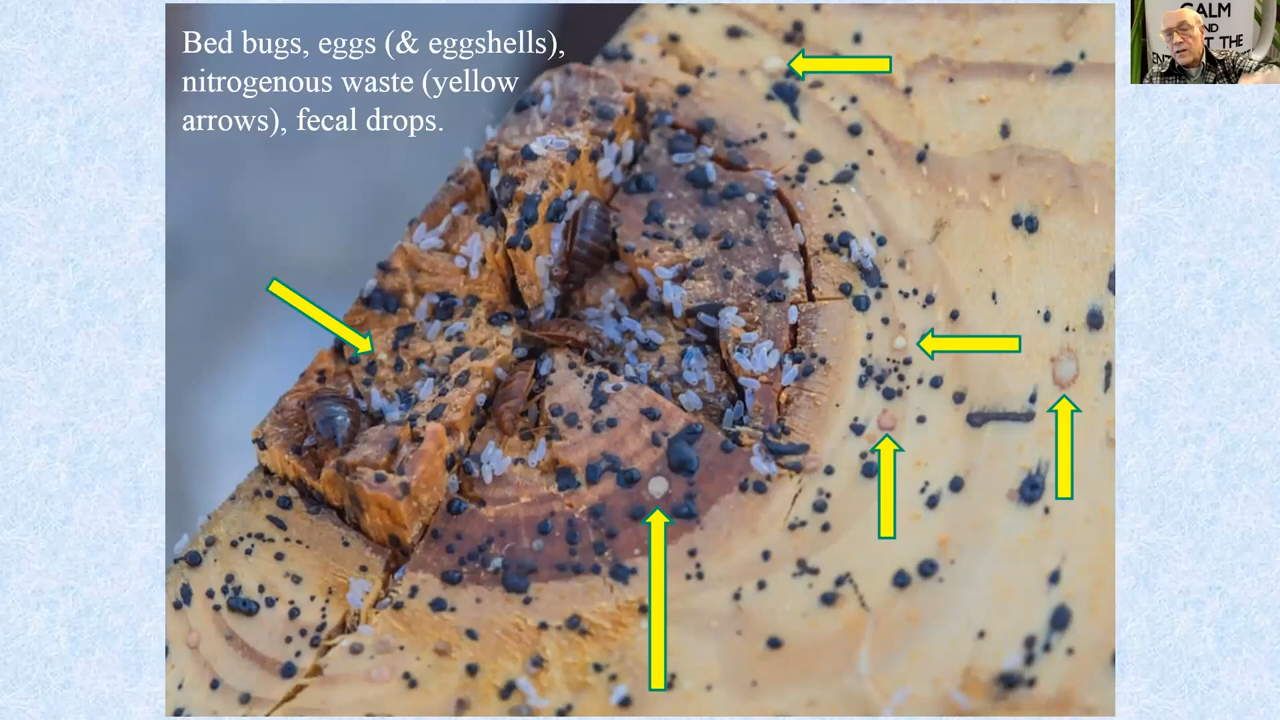 Bed bugs, eggs (& eggshells),
nitrogenous waste (yellow
arrows), fecal drops.
CALM
AND
THE